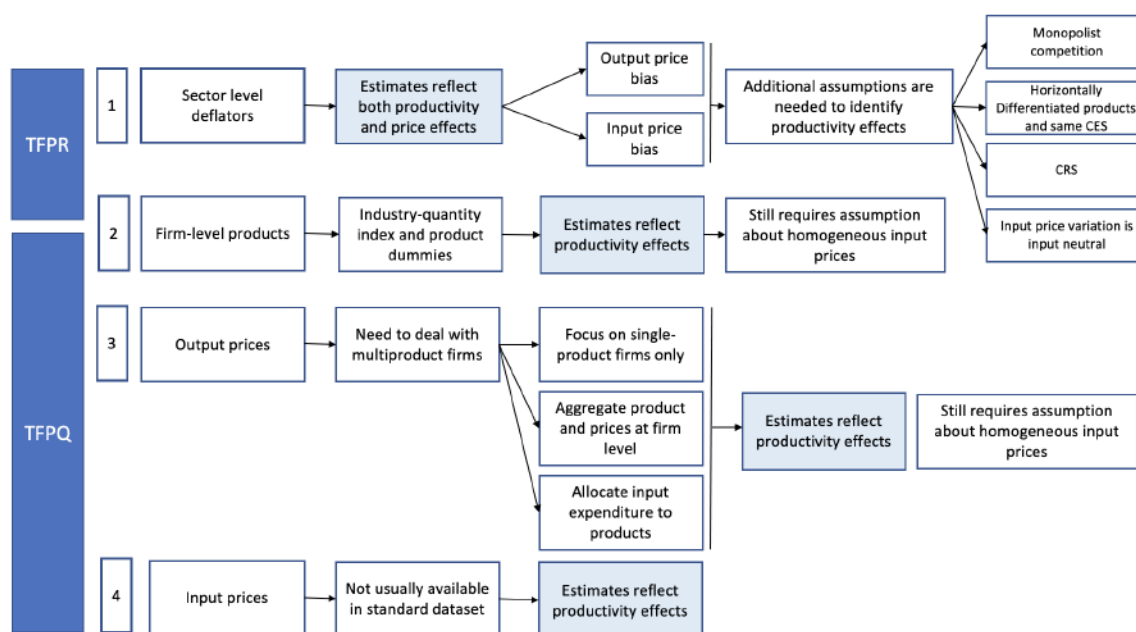 TFPR
1
Sector level
deflators
Estimates reflect
both productivity
and price effects
Output price
bias
Input price
bias
Additional assumptions are
needed to identify
productivity effects
Monopolist
competition
Horizontally
Differentiated products
and same CES
CRS
Input price variation is
input neutral
2
Firm-level products
Industry-quantity
index and product
dummies
Estimates reflect
productivity effects
Still requires assumption
about homogeneous input
prices
TFPQ
3
Output prices
Need to deal with
multiproduct firms
Focus on single-
product firms only
Aggregate product
and prices at firm
level
Allocate input
expenditure to
products
Estimates reflect
productivity effects
Still requires assumption
about homogeneous input
prices
4
Input prices
Not usually available
in standard dataset
Estimates reflect
productivity effects